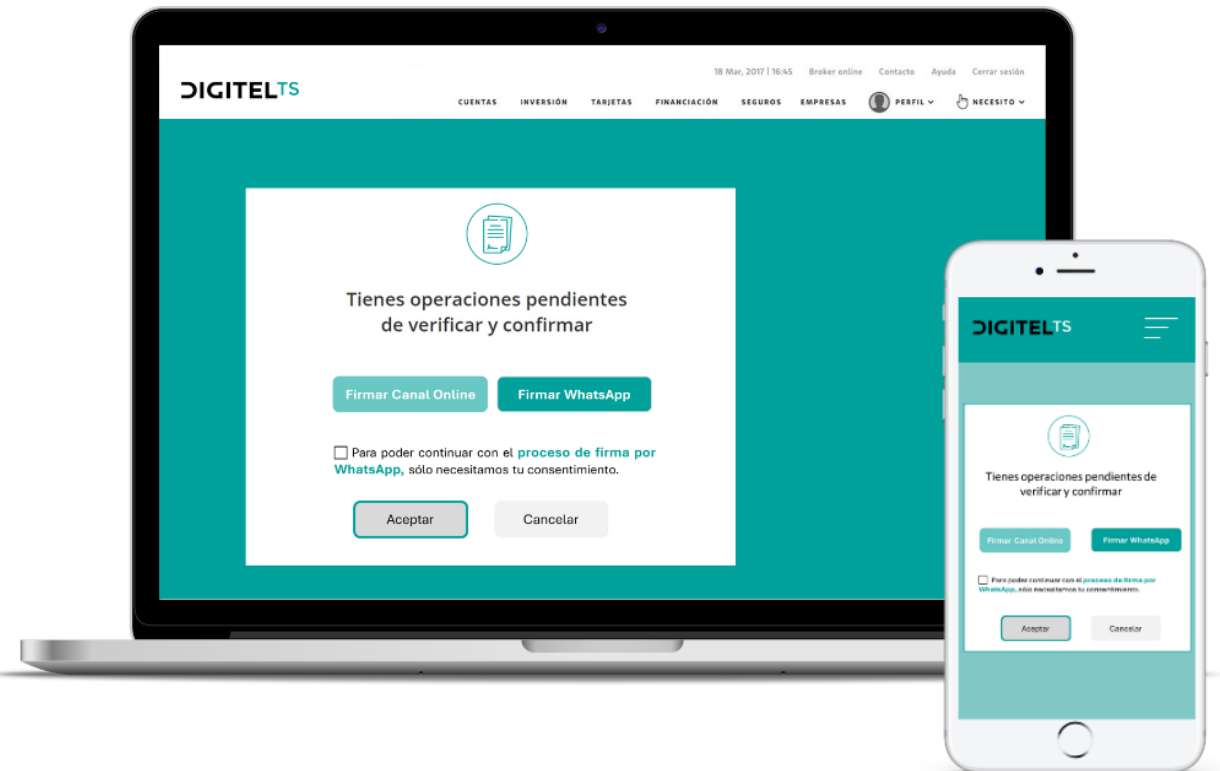 18 Mar, 2017 | 16:45 Broker online Contacto Ayuda Cerrar sesión
DIGITELTS
CUENTAS INVERSIÓN TARJETAS FINANCIACIÓN SEGUROS EMPRESAS PERFIL NECESITO
Tienes operaciones pendientes
de verificar y confirmar
Firmar Canal Online Firmar WhatsApp
Para poder continuar con el proceso de firma por
WhatsApp, sólo necesitamos tu consentimiento.
Aceptar Cancelar
DIGITELTS
Tienes operaciones pendientes de
verificar y confirmar
Firmar Canal Online Firmar WhatsApp
Para poder continuar con el proceso de firma por
WhatsApp, sólo necesitamos tu consentimiento.
Aceptar Cancelar